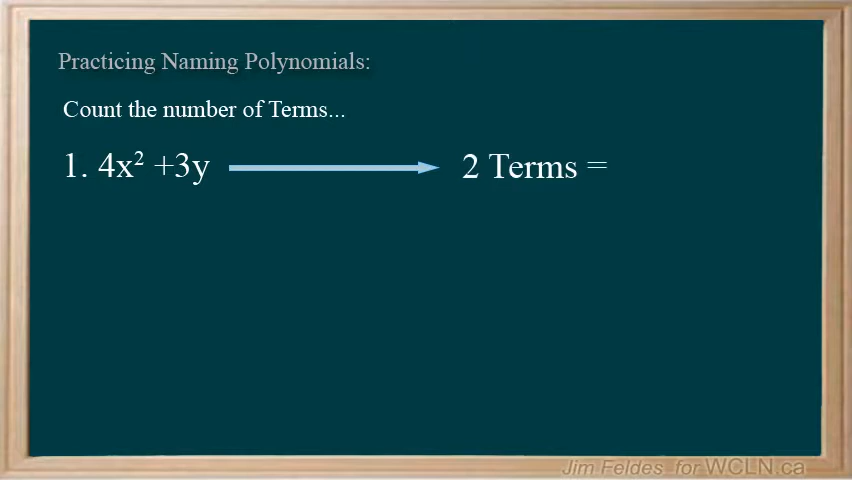 Practicing Naming Polynomials:
Count the number of Terms...
1. 4x² +3y 2 Terms =
Jim Feldes for WCLN.ca